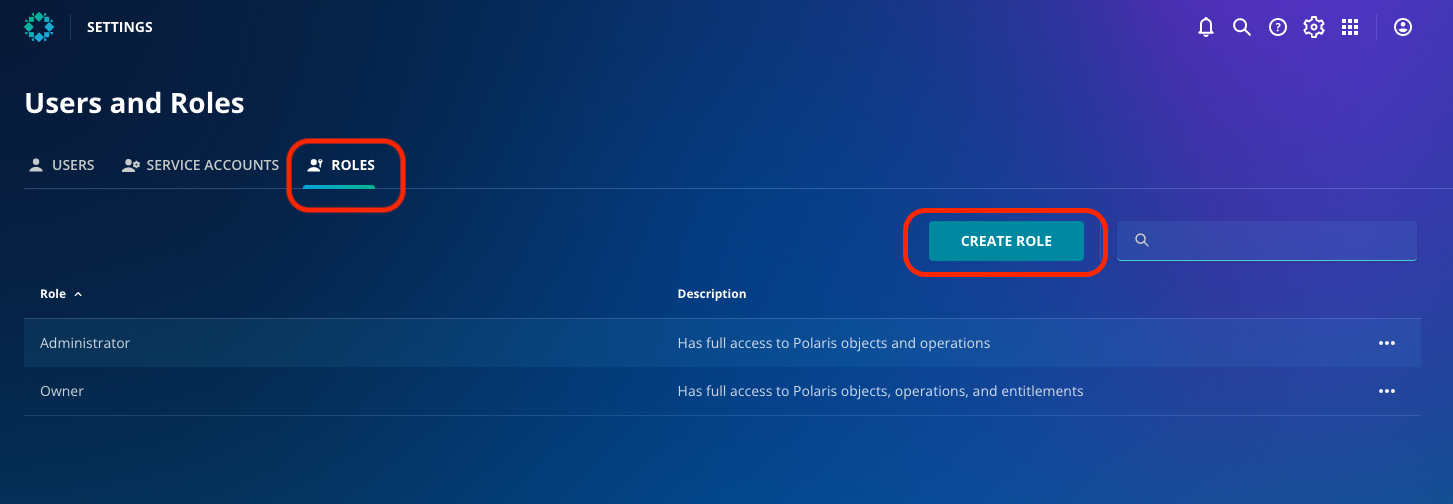 SETTINGS
Users and Roles
USERS SERVICE ACCOUNTS ROLES
CREATE ROLE
Role Description
Administrator Has full access to Polaris objects and operations
Owner Has full access to Polaris objects, operations, and entitlements